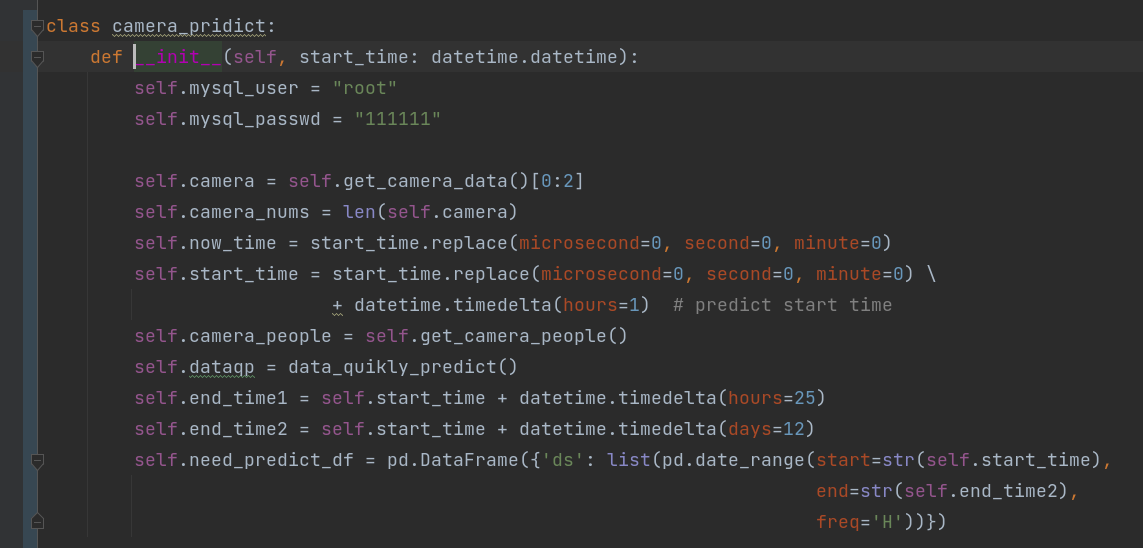 class camera_pridict:
    def __init__(self, start_time: datetime.datetime):
        self.mysql_user = "root"
        self.mysql_passwd = "111111"

        self.camera = self.get_camera_data()[0:2]
        self.camera_nums = len(self.camera)
        self.now_time = start_time.replace(microsecond=0, second=0, minute=0)
        self.start_time = start_time.replace(microsecond=0, second=0, minute=0) \
                          + datetime.timedelta(hours=1)  # predict start time
        self.camera_people = self.get_camera_people()
        self.dataqp = data_quikly_predict()
        self.end_time1 = self.start_time + datetime.timedelta(hours=25)
        self.end_time2 = self.start_time + datetime.timedelta(days=12)
        self.need_predict_df = pd.DataFrame({'ds': list(pd.date_range(start=str(self.start_time),
                                                                      end=str(self.end_time2),
                                                                      freq='H'))})